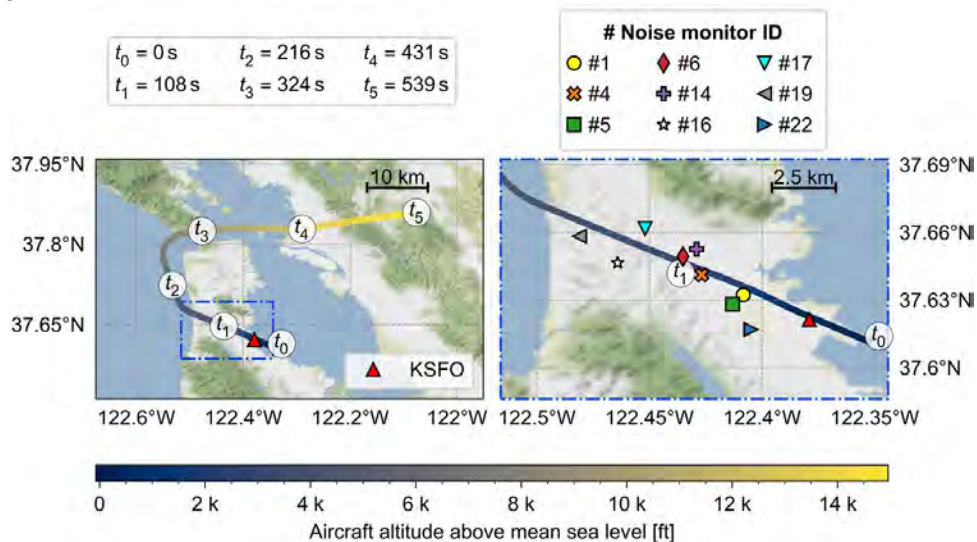 t0 = 0 s t2 = 216 s t4 = 431 s
t1 = 108 s t3 = 324 s t5 = 539 s
# Noise monitor ID
#1 #6 #17
#4 #14 #19
#5 #16 #22
37.95°N
37.8°N
37.65°N
10 km
t3 t4 t5
t2
t1
t0
KSFO
122.6°W 122.4°W 122.2°W 122°W
2.5 km
t1
t0
37.69°N
37.66°N
37.63°N
37.6°N
122.5°W 122.45°W 122.4°W 122.35°W
0 2 k 4 k 6 k 8 k 10 k 12 k 14 k
Aircraft altitude above mean sea level [ft]